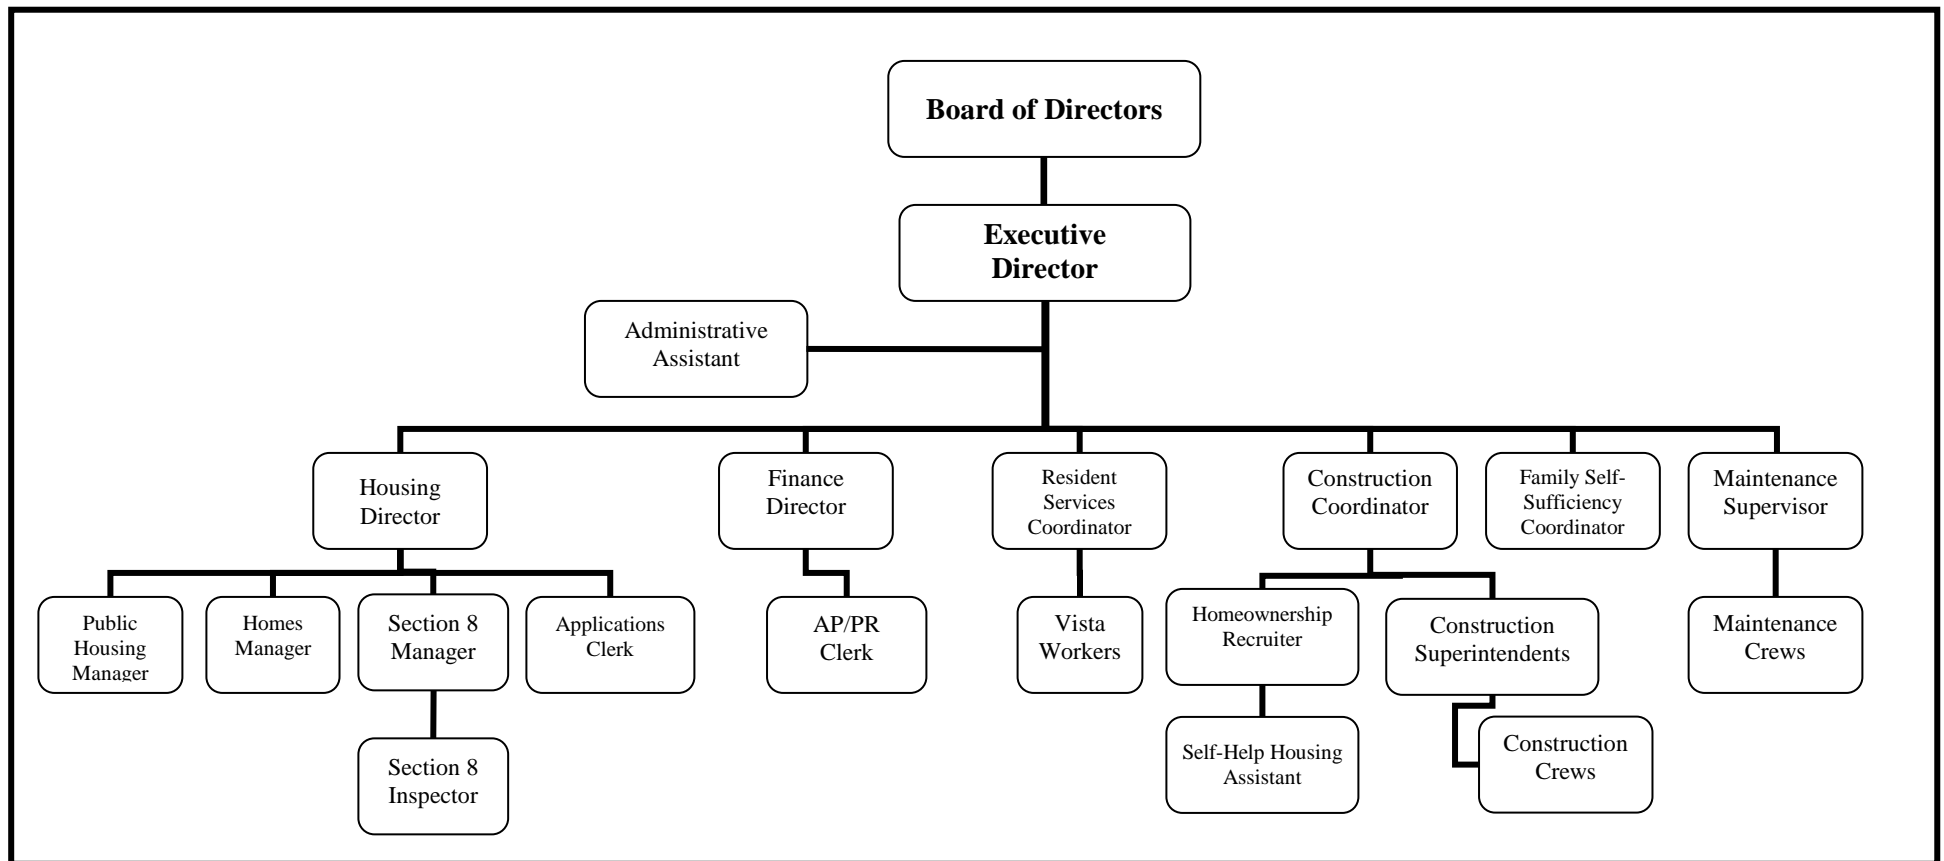 Board of Directors
Executive
Director
Administrative
Assistant
Housing
Director
Finance
Director
Resident
Services
Coordinator
Construction
Coordinator
Family Self-
Sufficiency
Coordinator
Maintenance
Supervisor
Public
Housing
Manager
Homes
Manager
Section 8
Manager
Applications
Clerk
AP/PR
Clerk
Vista
Workers
Homeownership
Recruiter
Construction
Superintendents
Maintenance
Crews
Section 8
Inspector
Self-Help Housing
Assistant
Construction
Crews